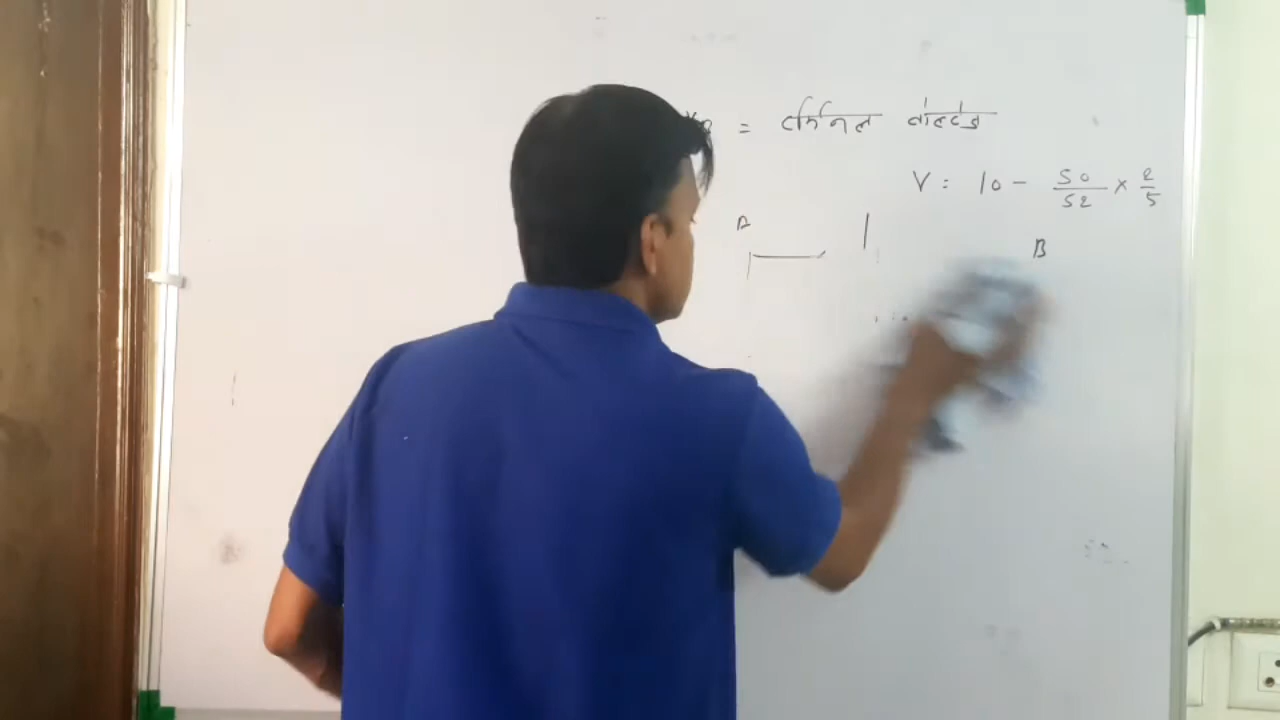 = टर्मिनल वोल्टेज
V = 10 - 50/52 × 2/5
A
B